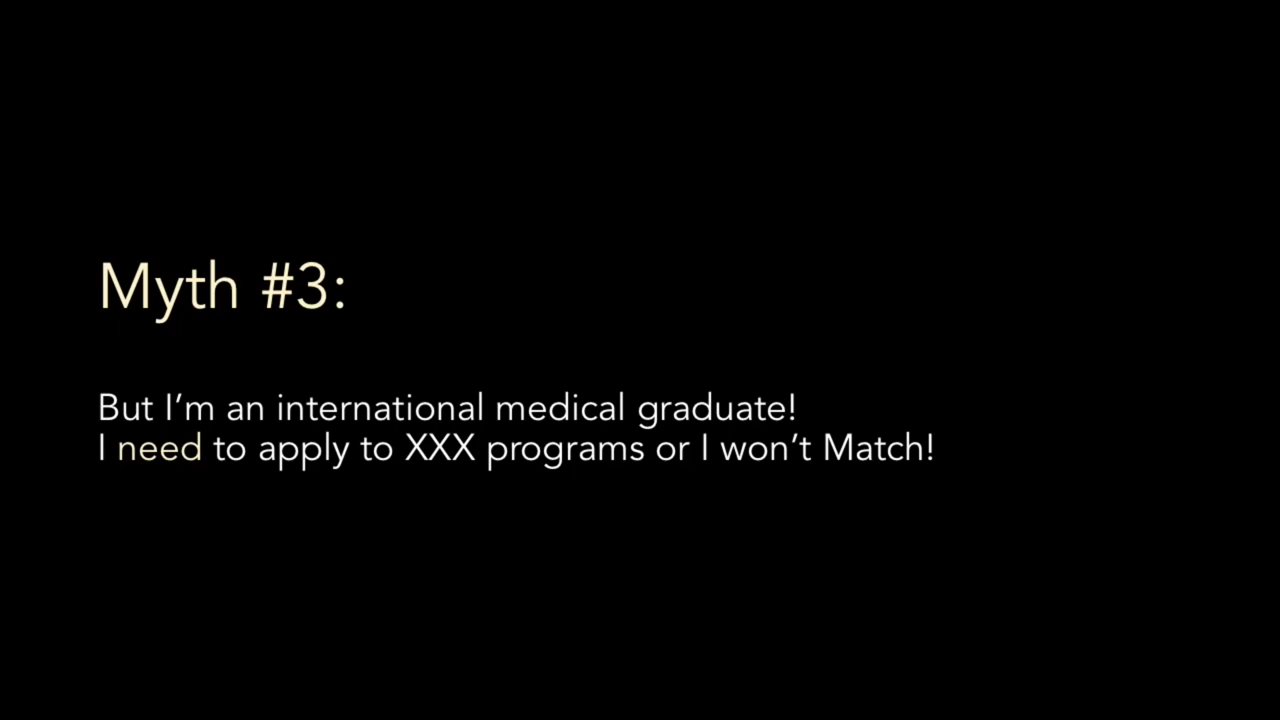 Myth #3:
But I’m an international medical graduate!
I need to apply to XXX programs or I won’t Match!